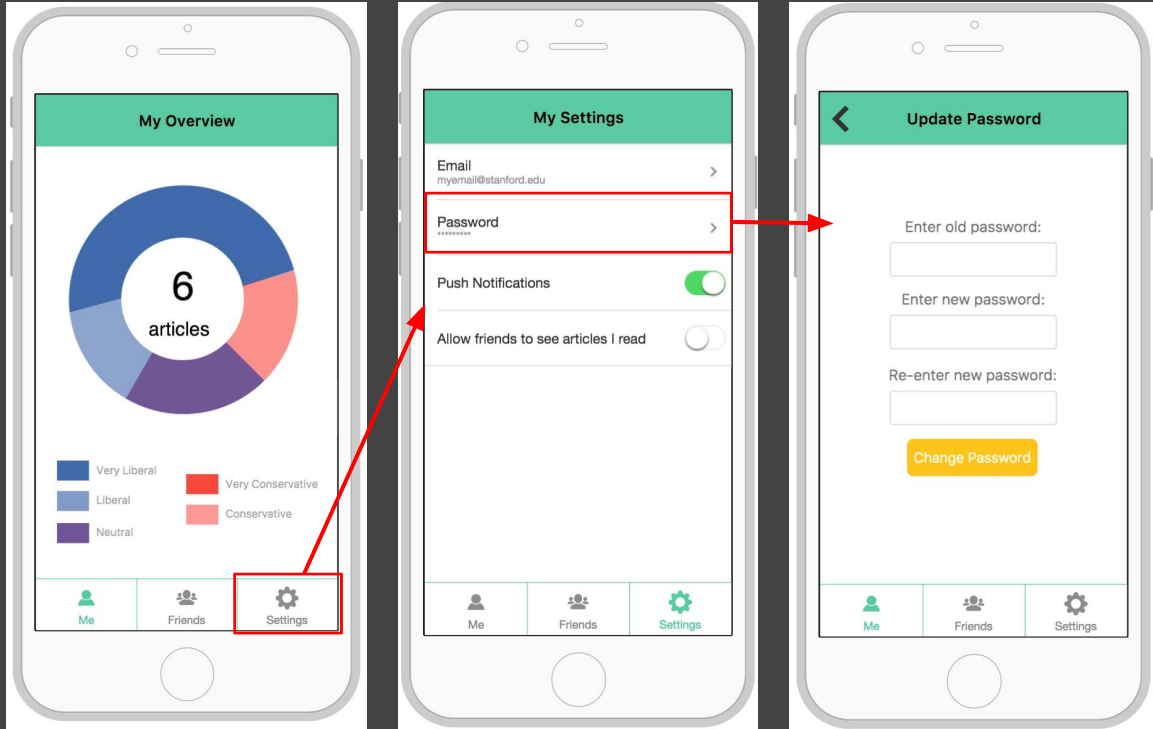 My Overview
6
articles
Very Liberal
Liberal
Neutral
Very Conservative
Conservative
Me
Friends
Settings
My Settings
Email
myemail@stanford.edu
Password
*********
Push Notifications
Allow friends to see articles I read
Me
Friends
Settings
Update Password
Enter old password:
Enter new password:
Re-enter new password:
Change Password
Me
Friends
Settings